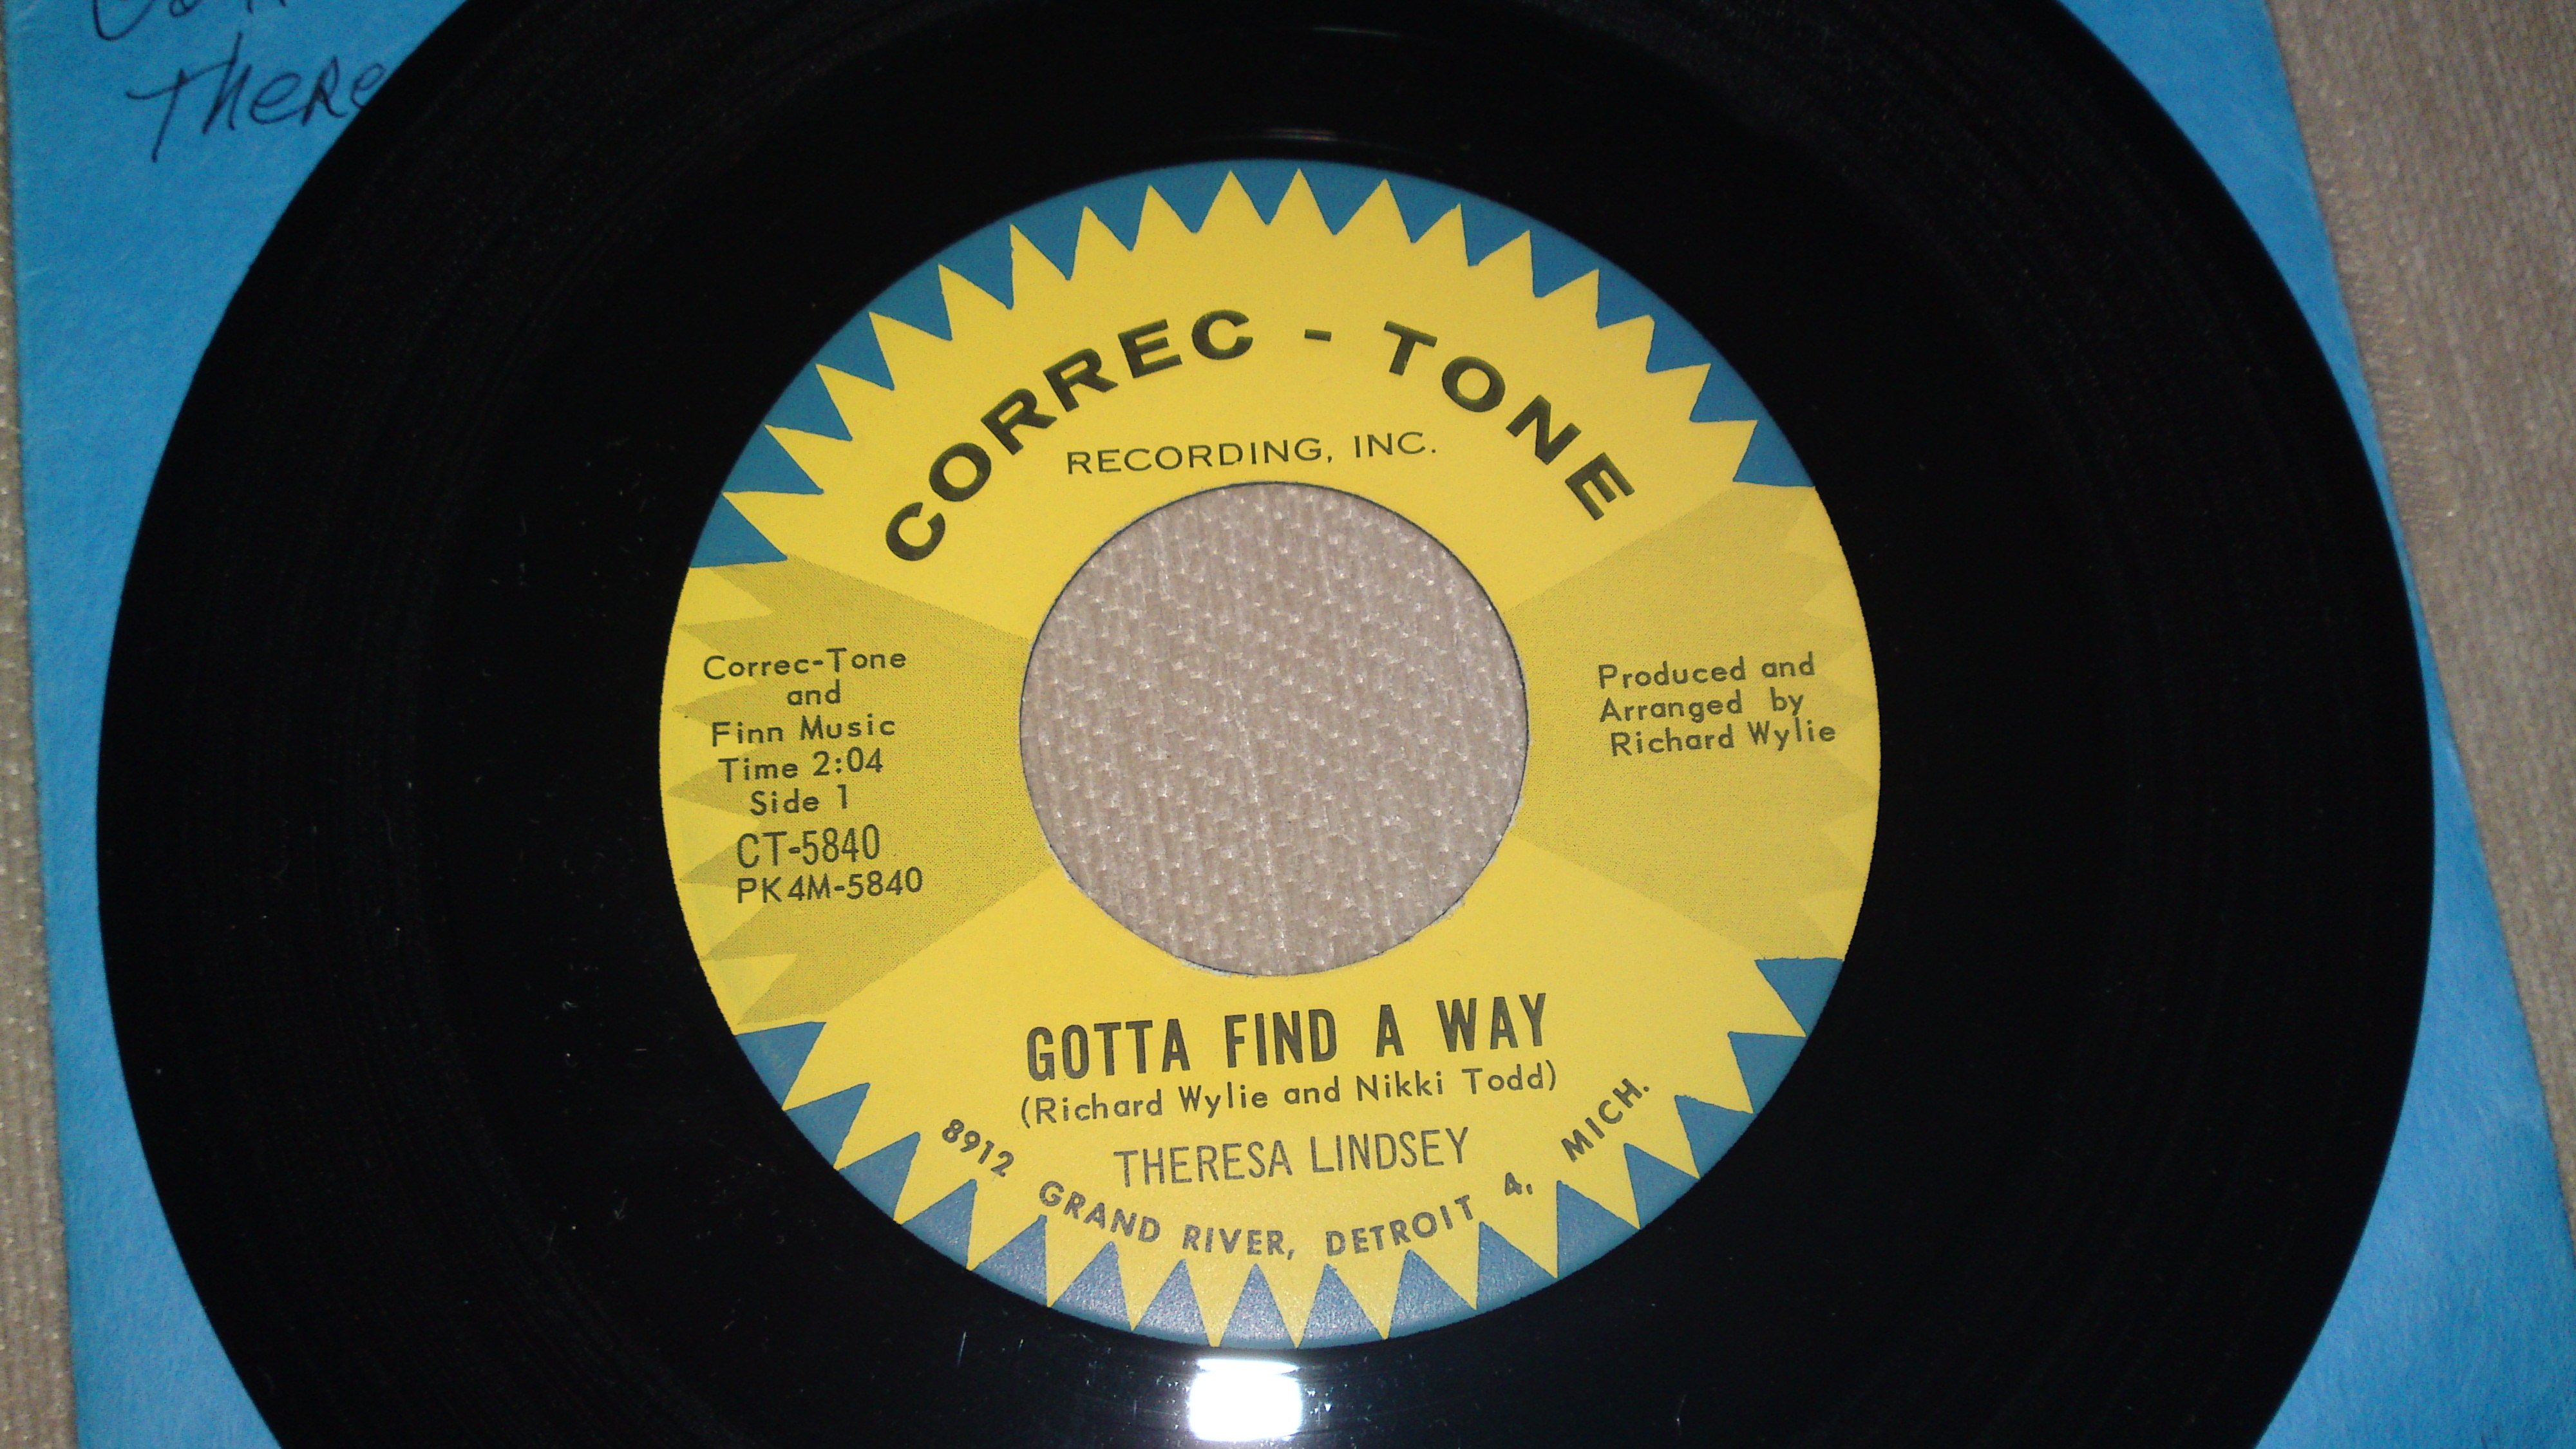 There
CORREC - TONE
RECORDING, INC.
Correc-Tone
and
Finn Music
Time 2:04
Side 1
CT-5840
PK4M-5840
Produced and
Arranged by
Richard Wylie
GOTTA FIND A WAY
(Richard Wylie and Nikki Todd)
THERESA LINDSEY
8912 GRAND RIVER, DETROIT 4, MICH.